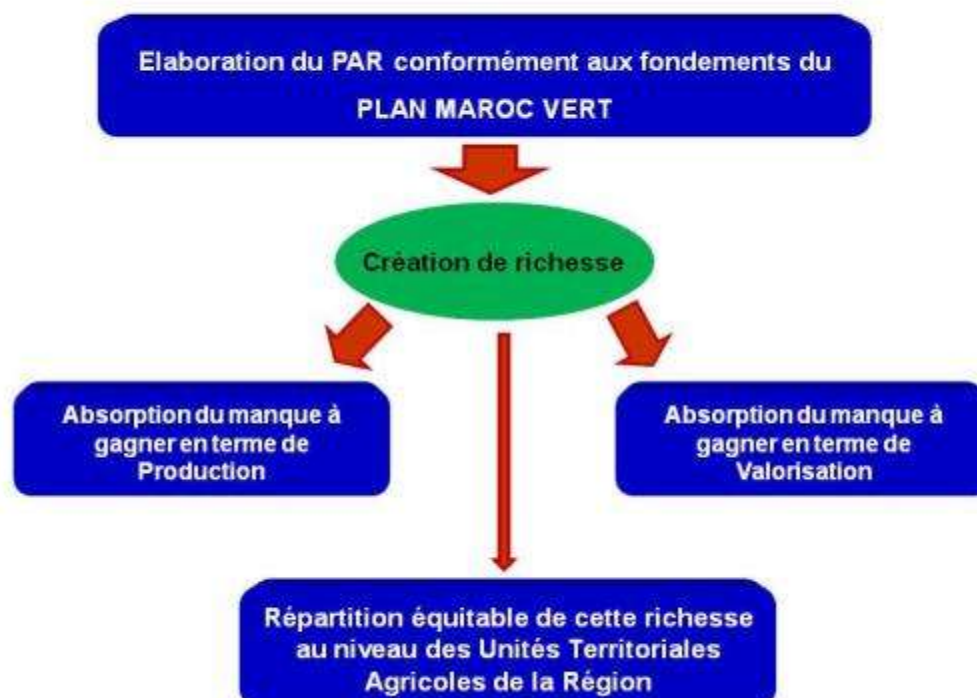 Elaboration du PAR conformément aux fondements du
PLAN MAROC VERT
Création de richesse
Absorption du manque à
gagner en terme de
Production
Absorption du manque à
gagner en terme de
Valorisation
Répartition équitable de cette richesse
au niveau des Unités Territoriales
Agricoles de la Région